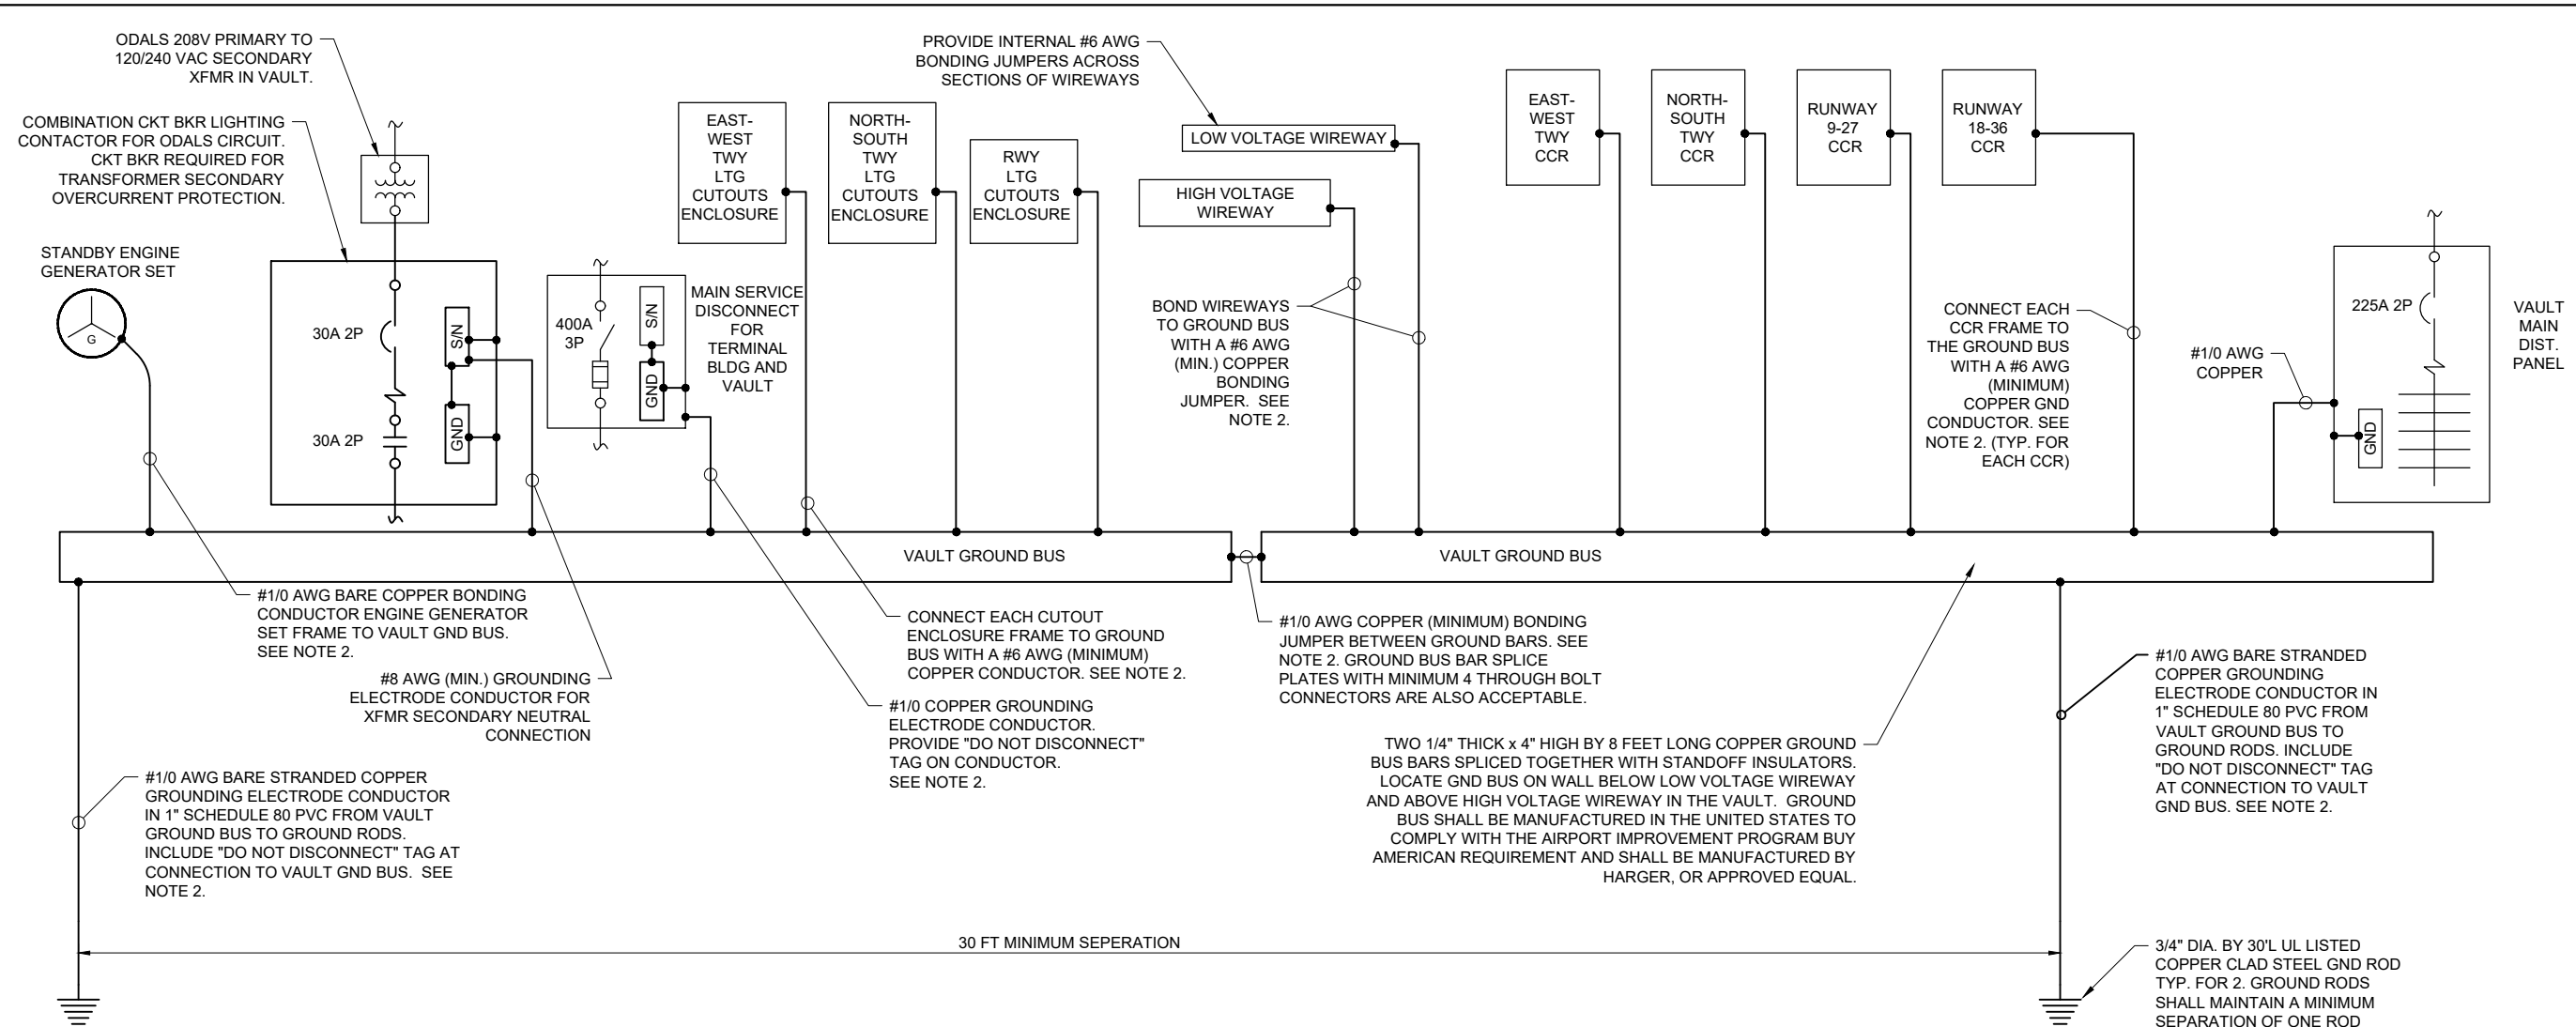 ODALS 208V PRIMARY TO
120/240 VAC SECONDARY
XFMR IN VAULT.
COMBINATION CKT BKR LIGHTING
CONTACTOR FOR ODALS CIRCUIT.
CKT BKR REQUIRED FOR
TRANSFORMER SECONDARY
OVERCURRENT PROTECTION.
STANDBY ENGINE
GENERATOR SET
G
30A 2P
30A 2P
S/N
GND
400A
3P
S/N
GND
MAIN SERVICE
DISCONNECT
FOR
TERMINAL
BLDG AND
VAULT
EAST-
WEST
TWY
LTG
CUTOUTS
ENCLOSURE
NORTH-
SOUTH
TWY
LTG
CUTOUTS
ENCLOSURE
RWY
LTG
CUTOUTS
ENCLOSURE
PROVIDE INTERNAL #6 AWG
BONDING JUMPERS ACROSS
SECTIONS OF WIREWAYS
LOW VOLTAGE WIREWAY
HIGH VOLTAGE
WIREWAY
BOND WIREWAYS
TO GROUND BUS
WITH A #6 AWG
(MIN.) COPPER
BONDING
JUMPER. SEE
NOTE 2.
EAST-
WEST
TWY
CCR
NORTH-
SOUTH
TWY
CCR
RUNWAY
9-27
CCR
RUNWAY
18-36
CCR
CONNECT EACH
CCR FRAME TO
THE GROUND BUS
WITH A #6 AWG
(MINIMUM)
COPPER GND
CONDUCTOR. SEE
NOTE 2. (TYP. FOR
EACH CCR)
#1/0 AWG
COPPER
225A 2P
GND
VAULT
MAIN
DIST.
PANEL
VAULT GROUND BUS
VAULT GROUND BUS
#1/0 AWG BARE COPPER BONDING
CONDUCTOR ENGINE GENERATOR
SET FRAME TO VAULT GND BUS.
SEE NOTE 2.
#8 AWG (MIN.) GROUNDING
ELECTRODE CONDUCTOR FOR
XFMR SECONDARY NEUTRAL
CONNECTION
#1/0 AWG BARE STRANDED COPPER
GROUNDING ELECTRODE CONDUCTOR
IN 1" SCHEDULE 80 PVC FROM VAULT
GROUND BUS TO GROUND RODS.
INCLUDE "DO NOT DISCONNECT" TAG AT
CONNECTION TO VAULT GND BUS. SEE
NOTE 2.
CONNECT EACH CUTOUT
ENCLOSURE FRAME TO GROUND
BUS WITH A #6 AWG (MINIMUM)
COPPER CONDUCTOR. SEE NOTE 2.
#1/0 COPPER GROUNDING
ELECTRODE CONDUCTOR.
PROVIDE "DO NOT DISCONNECT"
TAG ON CONDUCTOR.
SEE NOTE 2.
#1/0 AWG COPPER (MINIMUM) BONDING
JUMPER BETWEEN GROUND BARS. SEE
NOTE 2. GROUND BUS BAR SPLICE
PLATES WITH MINIMUM 4 THROUGH BOLT
CONNECTORS ARE ALSO ACCEPTABLE.
TWO 1/4" THICK x 4" HIGH BY 8 FEET LONG COPPER GROUND
BUS BARS SPLICED TOGETHER WITH STANDOFF INSULATORS.
LOCATE GND BUS ON WALL BELOW LOW VOLTAGE WIREWAY
AND ABOVE HIGH VOLTAGE WIREWAY IN THE VAULT. GROUND
BUS SHALL BE MANUFACTURED IN THE UNITED STATES TO
COMPLY WITH THE AIRPORT IMPROVEMENT PROGRAM BUY
AMERICAN REQUIREMENT AND SHALL BE MANUFACTURED BY
HARGER, OR APPROVED EQUAL.
#1/0 AWG BARE STRANDED
COPPER GROUNDING
ELECTRODE CONDUCTOR IN
1" SCHEDULE 80 PVC FROM
VAULT GROUND BUS TO
GROUND RODS. INCLUDE
"DO NOT DISCONNECT" TAG
AT CONNECTION TO VAULT
GND BUS. SEE NOTE 2.
30 FT MINIMUM SEPERATION
3/4" DIA. BY 30'L UL LISTED
COPPER CLAD STEEL GND ROD
TYP. FOR 2. GROUND RODS
SHALL MAINTAIN A MINIMUM
SEPARATION OF ONE ROD